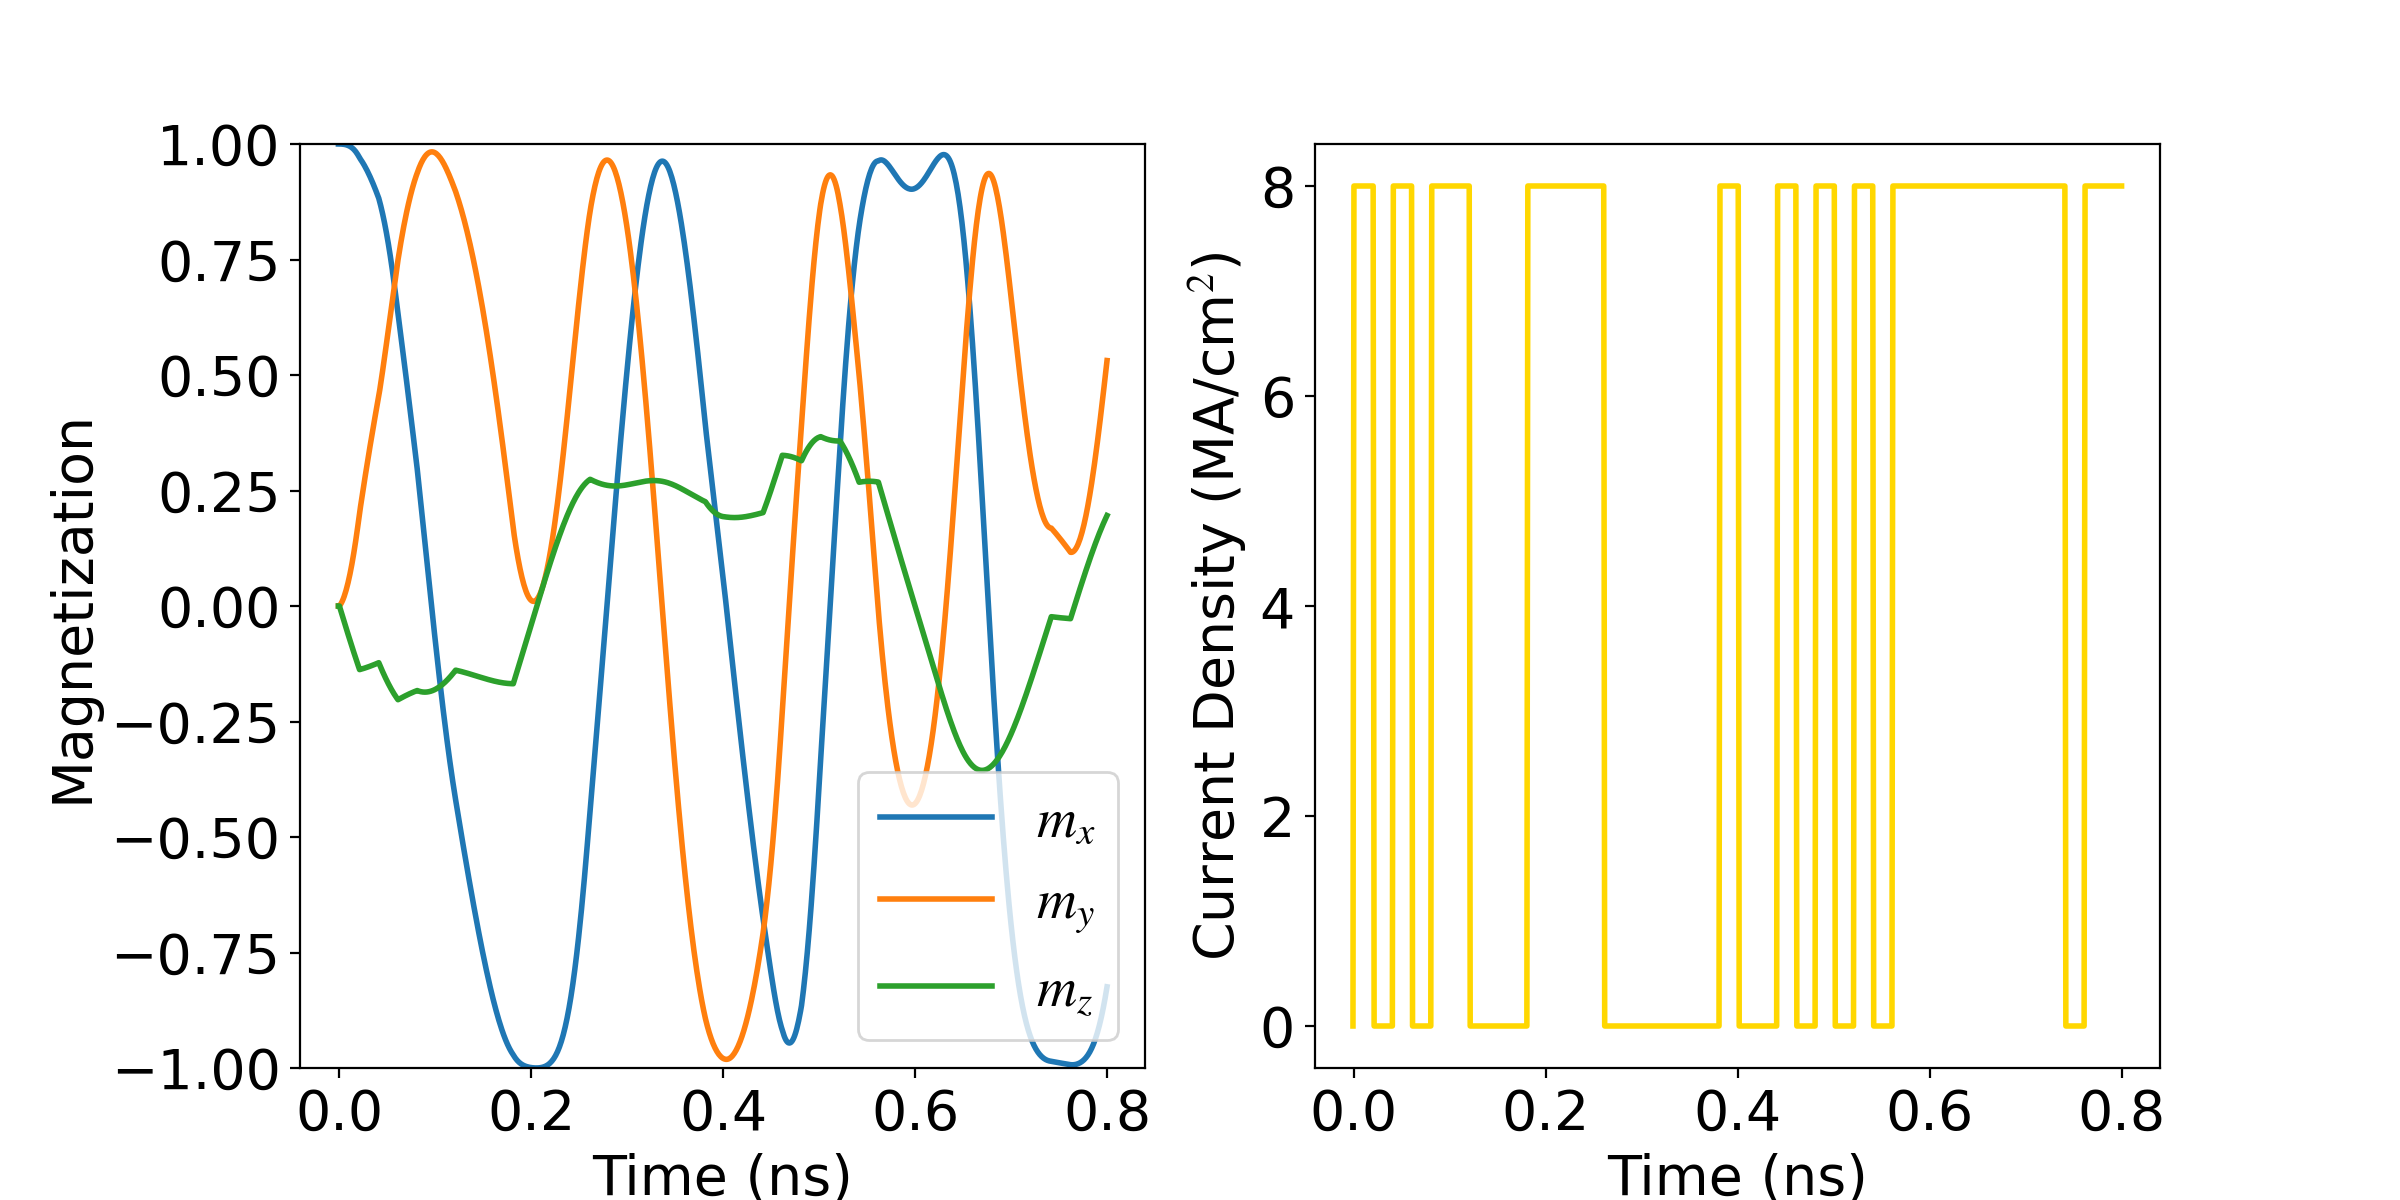 1.00
0.75
0.50
0.25
0.00
−0.25
−0.50
−0.75
−1.00
Magnetization
0.0 0.2 0.4 0.6 0.8
Time (ns)
m_x
m_y
m_z
8
6
4
2
0
Current Density (MA/cm²)
0.0 0.2 0.4 0.6 0.8
Time (ns)